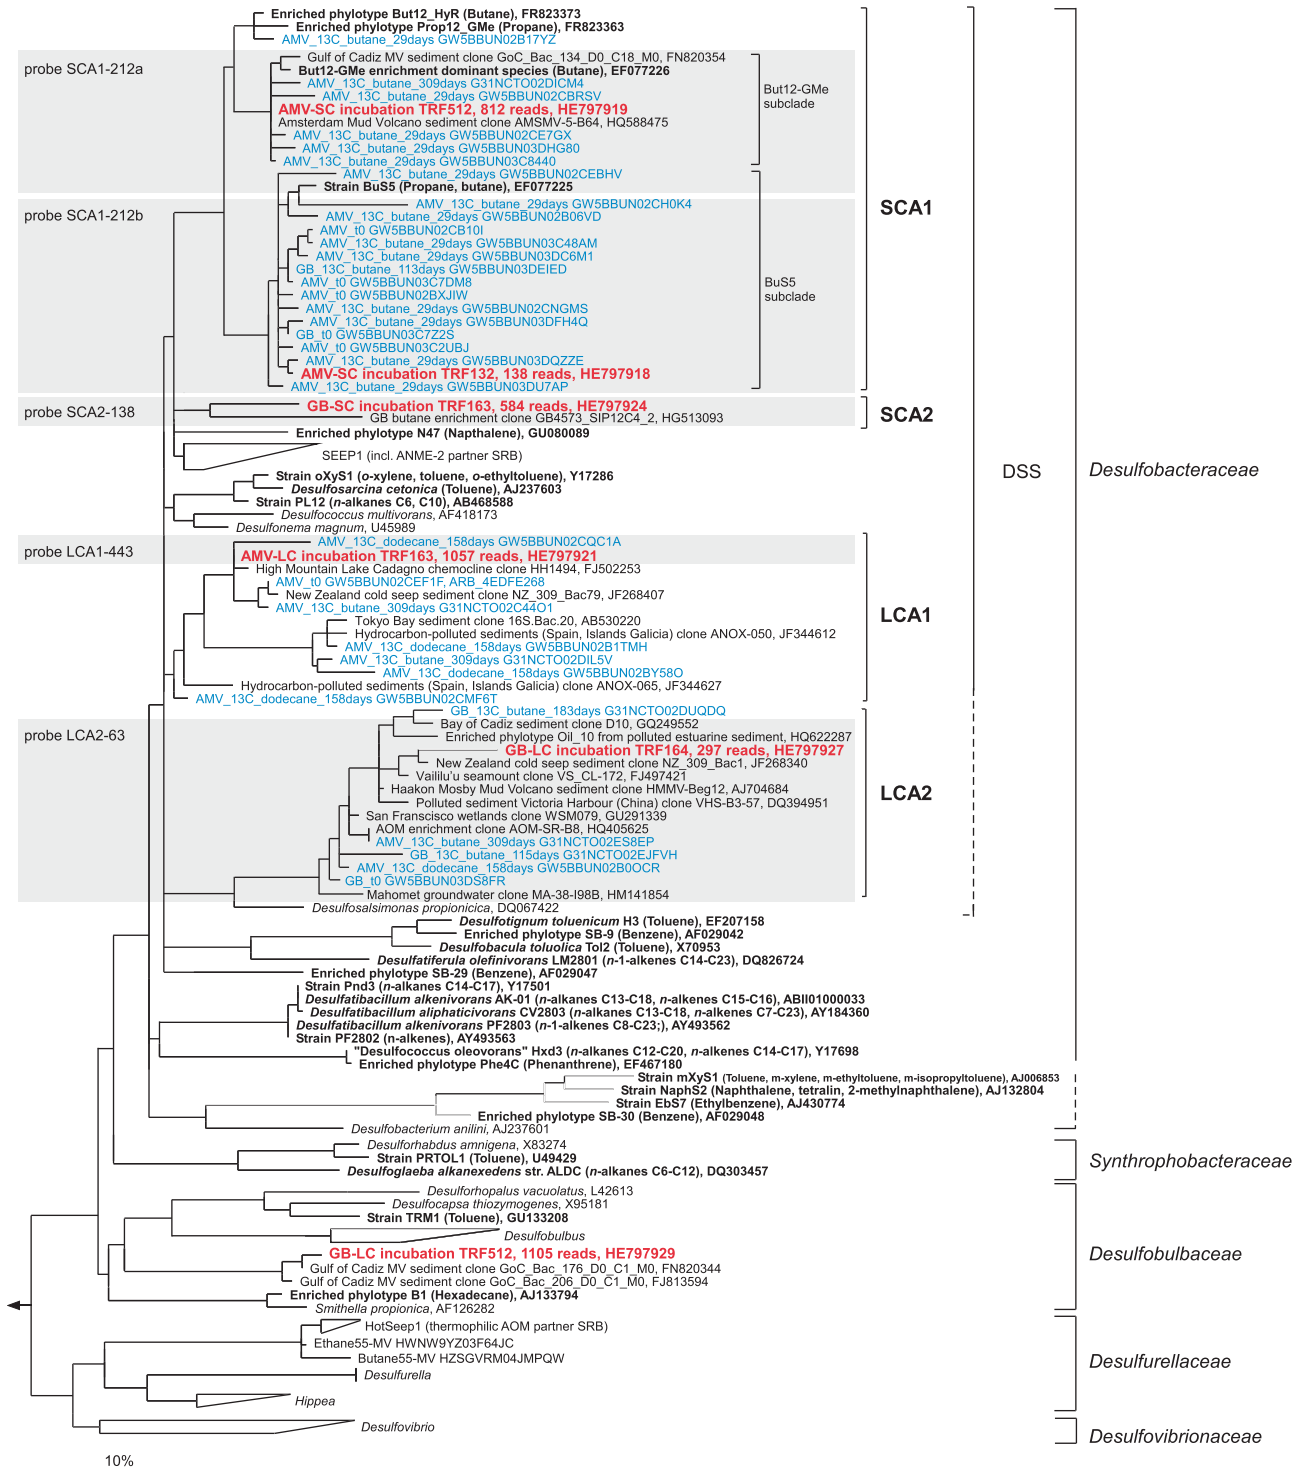 Enriched phylotype But12_HyR (Butane), FR823373
Enriched phylotype Prop12_GMe (Propane), FR823363
AMV_13C_butane_29days GW5BBUN02B17YZ
probe SCA1-212a
Gulf of Cadiz MV sediment clone GoC_Bac_134_D0_C18_M0, FN820354
But12-GMe enrichment dominant species (Butane), EF077226
AMV_13C_butane_309days G31NCTO02DICM4
AMV_13C_butane_29days GW5BBUN02CBRSV
AMV-SC incubation TRF512, 812 reads, HE797919
Amsterdam Mud Volcano sediment clone AMSMV-5-B64, HQ588475
AMV_13C_butane_29days GW5BBUN02CE7GX
AMV_13C_butane_29days GW5BBUN03DHG80
AMV_13C_butane_29days GW5BBUN03C8440
But12-GMe
subclade
AMV_13C_butane_29days GW5BBUN02CEBHV
Strain BuS5 (Propane, butane), EF077225
probe SCA1-212b
AMV_13C_butane_29days GW5BBUN02CH0K4
AMV_13C_butane_29days GW5BBUN02B06VD
AMV_t0 GW5BBUN02CB10I
AMV_13C_butane_29days GW5BBUN03C48AM
AMV_13C_butane_29days GW5BBUN03DC6M1
GB_13C_butane_113days GW5BBUN03DEIED
AMV_t0 GW5BBUN03C7DM8
AMV_t0 GW5BBUN02BXJIW
AMV_13C_butane_29days GW5BBUN02CNGMS
AMV_13C_butane_29days GW5BBUN03DFH4Q
GB_t0 GW5BBUN03C7Z2S
AMV_t0 GW5BBUN03C2UBJ
AMV_13C_butane_29days GW5BBUN03DQZZE
AMV-SC incubation TRF132, 138 reads, HE797918
AMV_13C_butane_29days GW5BBUN03DU7AP
BuS5
subclade
SCA1
probe SCA2-138
GB-SC incubation TRF163, 584 reads, HE797924
GB butane enrichment clone GB4573_SIP12C4_2, HG513093
SCA2
Enriched phylotype N47 (Napthalene), GU080089
SEEP1 (incl. ANME-2 partner SRB)
Strain oXyS1 (o-xylene, toluene, o-ethyltoluene), Y17286
Desulfosarcina cetonica (Toluene), AJ237603
Strain PL12 (n-alkanes C6, C10), AB468588
Desulfococcus multivorans, AF418173
Desulfonema magnum, U45989
DSS
Desulfobacteraceae
probe LCA1-443
AMV_13C_dodecane_158days GW5BBUN02CQC1A
AMV-LC incubation TRF163, 1057 reads, HE797921
High Mountain Lake Cadagno chemocline clone HH1494, FJ502253
AMV_t0 GW5BBUN02CEF1F, ARB_4EDFE268
New Zealand cold seep sediment clone NZ_309_Bac79, JF268407
AMV_13C_butane_309days G31NCTO02C44O1
Tokyo Bay sediment clone 16S.Bac.20, AB530220
Hydrocarbon-polluted sediments (Spain, Islands Galicia) clone ANOX-050, JF344612
AMV_13C_dodecane_158days GW5BBUN02B1TMH
AMV_13C_butane_309days G31NCTO02DIL5V
AMV_13C_dodecane_158days GW5BBUN02BY58O
Hydrocarbon-polluted sediments (Spain, Islands Galicia) clone ANOX-065, JF344627
AMV_13C_dodecane_158days GW5BBUN02CMF6T
LCA1
GB_13C_butane_183days G31NCTO02DUQDQ
Bay of Cadiz sediment clone D10, GQ249552
probe LCA2-63
Enriched phylotype Oil_10 from polluted estuarine sediment, HQ622287
GB-LC incubation TRF164, 297 reads, HE797927
New Zealand cold seep sediment clone NZ_309_Bac1, JF268340
Vailulu'u seamount clone VS_CL-172, FJ497421
Haakon Mosby Mud Volcano sediment clone HMMV-Beg12, AJ704684
Polluted sediment Victoria Harbour (China) clone VHS-B3-57, DQ394951
San Franscisco wetlands clone WSM079, GU291339
AOM enrichment clone AOM-SR-B8, HQ405625
AMV_13C_butane_309days G31NCTO02ES8EP
GB_13C_butane_115days G31NCTO02EJFVH
AMV_13C_dodecane_158days GW5BBUN02B0OCR
GB_t0 GW5BBUN03DS8FR
Mahomet groundwater clone MA-38-I98B, HM141854
LCA2
Desulfosalsimonas propionicica, DQ067422
Desulfotignum toluenicum H3 (Toluene), EF207158
Enriched phylotype SB-9 (Benzene), AF029042
Desulfobacula toluolica Tol2 (Toluene), X70953
Desulfatiferula olefinivorans LM2801 (n-1-alkenes C14-C23), DQ826724
Enriched phylotype SB-29 (Benzene), AF029047
Strain Pnd3 (n-alkanes C14-C17), Y17501
Desulfatibacillum alkenivorans AK-01 (n-alkanes C13-C18, n-alkenes C15-C16), ABII01000033
Desulfatibacillum aliphaticivorans CV2803 (n-alkanes C13-C18, n-alkenes C7-C23), AY184360
Desulfatibacillum alkenivorans PF2803 (n-1-alkenes C8-C23;), AY493562
Strain PF2802 (n-alkenes), AY493563
"Desulfococcus oleovorans" Hxd3 (n-alkanes C12-C20, n-alkenes C14-C17), Y17698
Enriched phylotype Phe4C (Phenanthrene), EF467180
Strain mXyS1 (Toluene, m-xylene, m-ethyltoluene, m-isopropyltoluene), AJ006853
Strain NaphS2 (Naphthalene, tetralin, 2-methylnaphthalene), AJ132804
Strain EbS7 (Ethylbenzene), AJ430774
Enriched phylotype SB-30 (Benzene), AF029048
Desulfobacterium anilini, AJ237601
Desulforhabdus amnigena, X83274
Strain PRTOL1 (Toluene), U49429
Desulfoglaeba alkanexedens str. ALDC (n-alkanes C6-C12), DQ303457
Synthrophobacteraceae
Desulforhopalus vacuolatus, L42613
Desulfocapsa thiozymogenes, X95181
Strain TRM1 (Toluene), GU133208
Desulfobulbus
GB-LC incubation TRF512, 1105 reads, HE797929
Gulf of Cadiz MV sediment clone GoC_Bac_176_D0_C1_M0, FN820344
Gulf of Cadiz MV sediment clone GoC_Bac_206_D0_C1_M0, FJ813594
Enriched phylotype B1 (Hexadecane), AJ133794
Smithella propionica, AF126282
Desulfobulbaceae
HotSeep1 (thermophilic AOM partner SRB)
Ethane55-MV HWNW9YZ03F64JC
Butane55-MV HZSGVRM04JMPQW
Desulfurella
Hippea
Desulfurellaceae
Desulfovibrio
Desulfovibrionaceae
10%